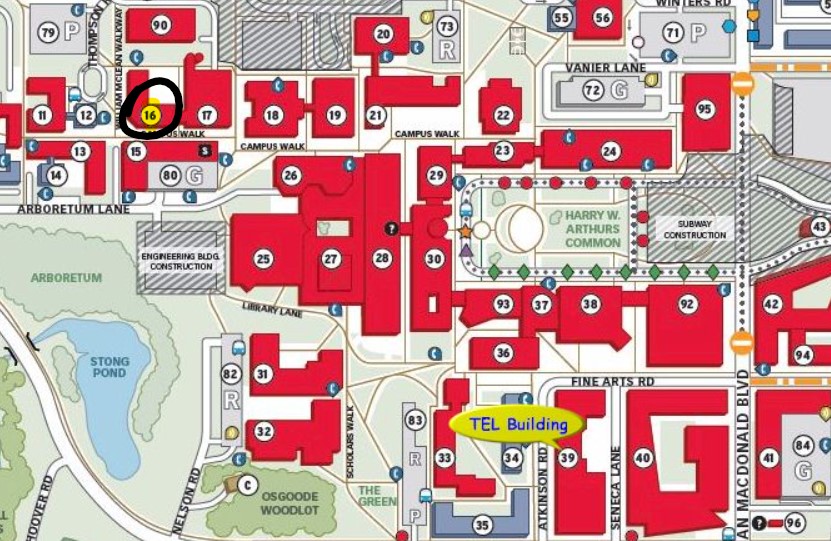 WINTERS RD
55
56
79
P
THOMPSON
90
WILLIAM MCLEAN WALKWAY
20
73
R
71
P
VANIER LANE
72
G
95
11
12
16
17
18
19
21
22
CAMPUS WALK
CAMPUS WALK
CAMPUS WALK
13
15
$
14
80
G
26
29
23
24
ARBORETUM LANE
HARRY W.
ARTHURS
COMMON
SUBWAY
CONSTRUCTION
43
?
ENGINEERING BLDG.
CONSTRUCTION
25
27
28
30
ARBORETUM
LIBRARY LANE
93
37
38
92
42
STONG
POND
36
94
82
R
31
FINE ARTS RD
IAN MACDONALD BLVD
32
SCHOLARS WALK
83
R
P
33
TEL Building
34
ATKINSON RD
39
SENECA LANE
40
41
84
G
NELSON RD
C
OSGOODE
WOODLOT
THE
GREEN
HOOVER RD
35
?
96